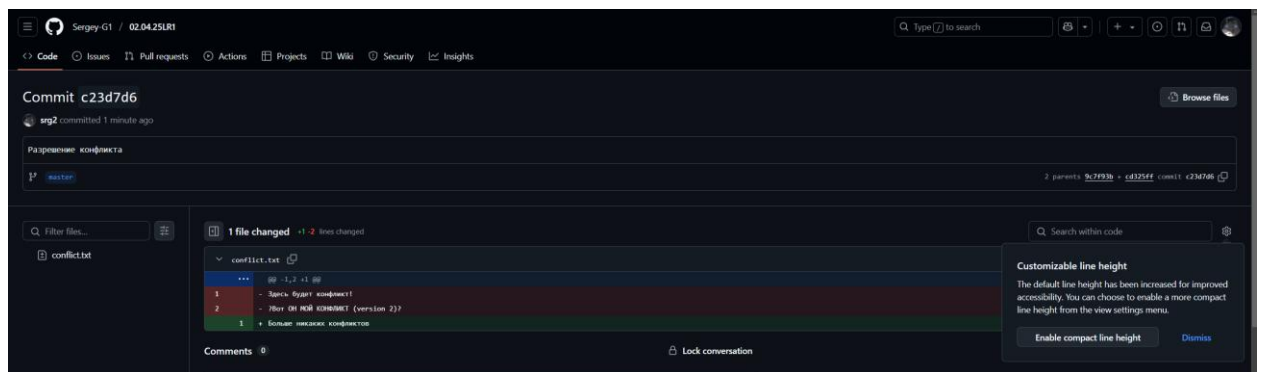 Sergey-G1 / 02.04.25LR1
Type / to search
Code Issues Pull requests Actions Projects Wiki Security Insights
Commit c23d7d6
Browse files
srg2 committed 1 minute ago
Разрешение конфликта
master
2 parents 9c7f93b + cd325ff commit c23d7d6
Filter files...
1 file changed +1 -2 lines changed
Search within code
conflict.txt
conflict.txt
@@ -1,2 +1 @@
1 - Здесь будет конфликт!
2 - ?Вот ОН МОЙ КОНФЛИКТ (version 2)?
1 + Больше никаких конфликтов
Customizable line height
The default line height has been increased for improved
accessibility. You can choose to enable a more compact
line height from the view settings menu.
Enable compact line height Dismiss
Comments 0
Lock conversation